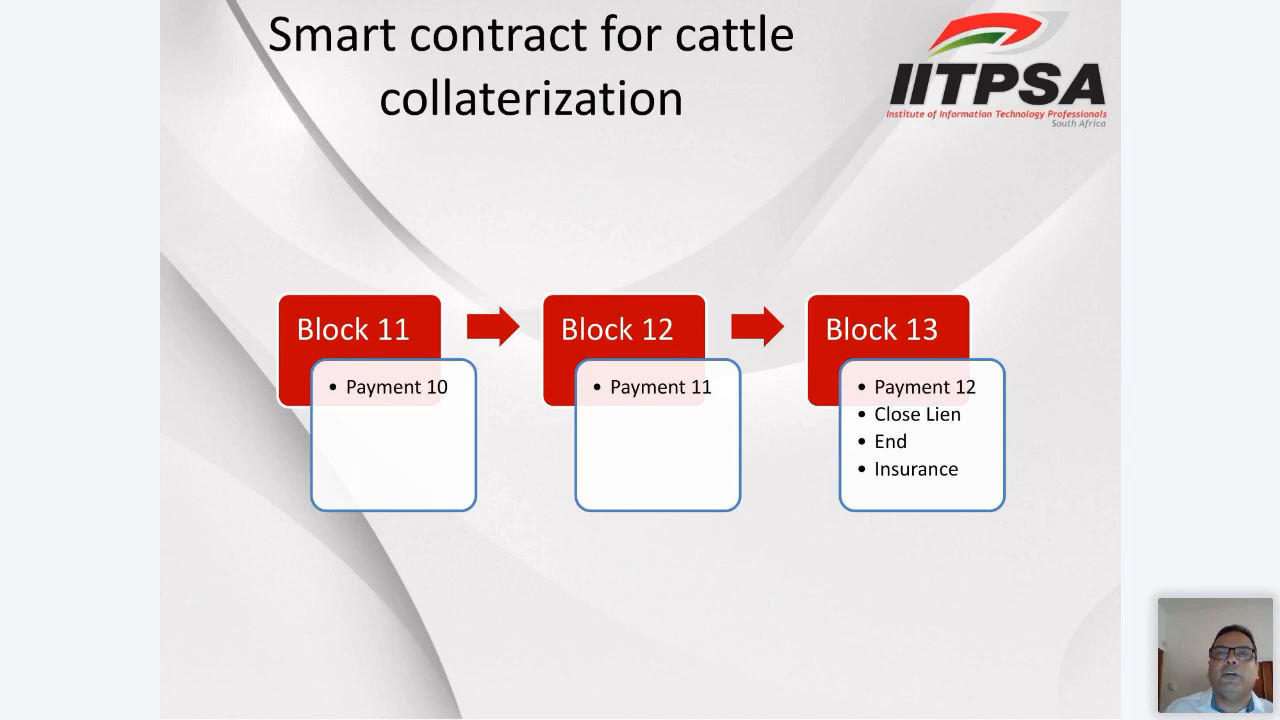 Smart contract for cattle
collaterization
IITPSA
Institute of Information Technology Professionals
South Africa
Block 11
• Payment 10
Block 12
• Payment 11
Block 13
• Payment 12
• Close Lien
• End
• Insurance